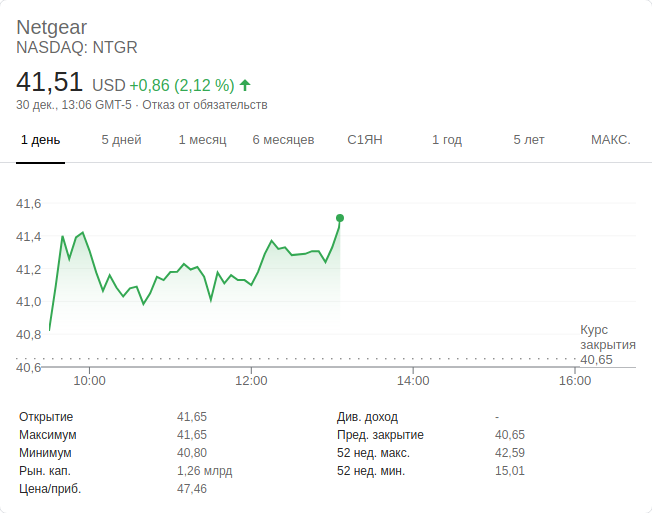 Netgear
NASDAQ: NTGR
41,51 USD +0,86 (2,12 %)
30 дек., 13:06 GMT-5 · Отказ от обязательств
1 день 5 дней 1 месяц 6 месяцев С1ЯН 1 год 5 лет МАКС.
41,6
41,4
41,2
41,0
40,8
40,6
Курс
закрытия
40,65
10:00 12:00 14:00 16:00
Открытие 41,65
Максимум 41,65
Минимум 40,80
Рын. кап. 1,26 млрд
Цена/приб. 47,46
Див. доход -
Пред. закрытие 40,65
52 нед. макс. 42,59
52 нед. мин. 15,01